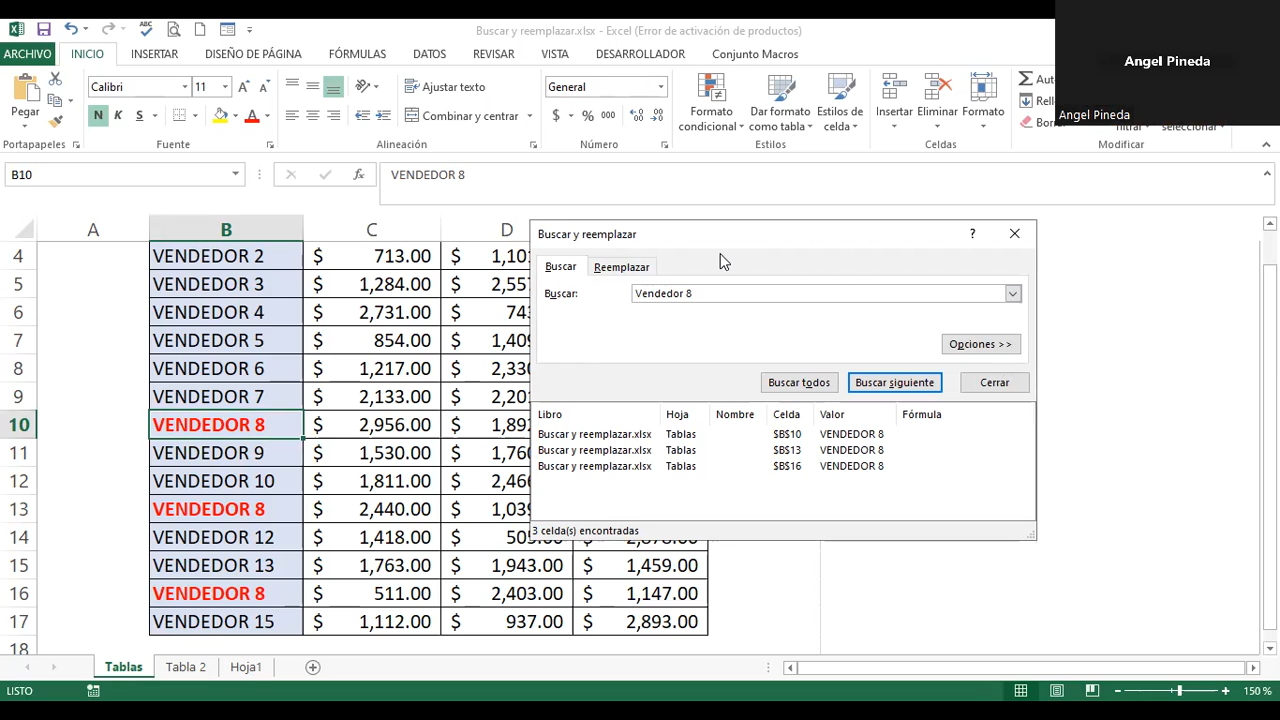 Buscar y reemplazar.xlsx - Excel (Error de activación de productos)
Angel Pineda
Angel Pineda
ARCHIVO INICIO INSERTAR DISEÑO DE PÁGINA FÓRMULAS DATOS REVISAR VISTA DESARROLLADOR Conjunto Macros
Calibri 11 Ajustar texto General
Pegar N K S Combinar y centrar $ % 000
Formato condicional Dar formato como tabla Estilos de celda Insertar Eliminar Formato
Portapapeles Fuente Alineación Número Estilos Celdas Modificar
B10 fx VENDEDOR 8
A B C D
4 VENDEDOR 2 $ 713.00 $
5 VENDEDOR 3 $ 1,284.00 $
6 VENDEDOR 4 $ 2,731.00 $
7 VENDEDOR 5 $ 854.00 $
8 VENDEDOR 6 $ 1,217.00 $
9 VENDEDOR 7 $ 2,133.00 $
10 VENDEDOR 8 $ 2,956.00 $
11 VENDEDOR 9 $ 1,530.00 $
12 VENDEDOR 10 $ 1,811.00 $
13 VENDEDOR 8 $ 2,440.00 $
14 VENDEDOR 12 $ 1,418.00 $
15 VENDEDOR 13 $ 1,763.00 $ 1,943.00 $ 1,459.00
16 VENDEDOR 8 $ 511.00 $ 2,403.00 $ 1,147.00
17 VENDEDOR 15 $ 1,112.00 $ 937.00 $ 2,893.00
18
Buscar y reemplazar ?
Buscar Reemplazar
Buscar: Vendedor 8
Opciones >>
Buscar todos Buscar siguiente Cerrar
Libro Hoja Nombre Celda Valor Fórmula
Buscar y reemplazar.xlsx Tablas $B$10 VENDEDOR 8
Buscar y reemplazar.xlsx Tablas $B$13 VENDEDOR 8
Buscar y reemplazar.xlsx Tablas $B$16 VENDEDOR 8
3 celda(s) encontradas
Tablas Tabla 2 Hoja1
LISTO 150 %